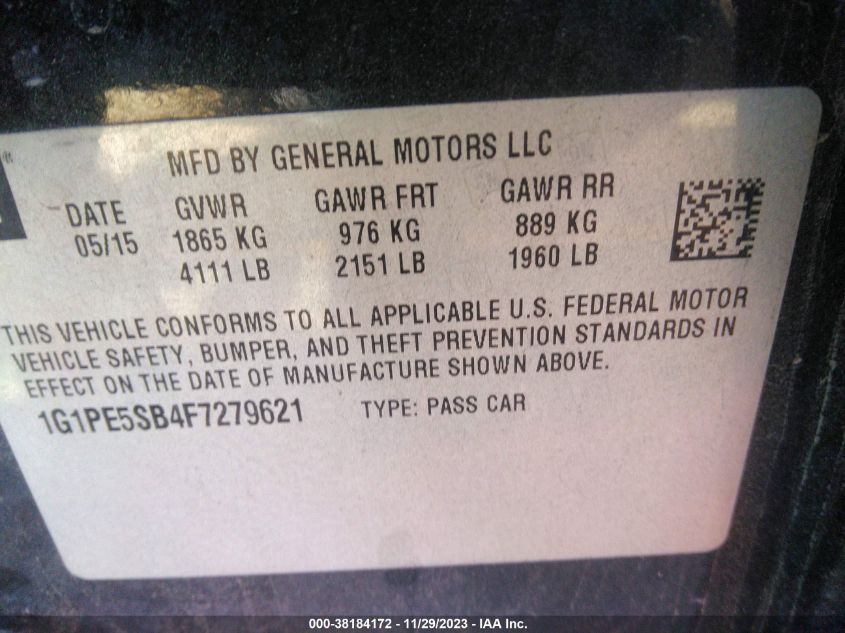 MFD BY GENERAL MOTORS LLC
DATE GVWR GAWR FRT GAWR RR
05/15 1865 KG 976 KG 889 KG
4111 LB 2151 LB 1960 LB
THIS VEHICLE CONFORMS TO ALL APPLICABLE U.S. FEDERAL MOTOR
VEHICLE SAFETY, BUMPER, AND THEFT PREVENTION STANDARDS IN
EFFECT ON THE DATE OF MANUFACTURE SHOWN ABOVE.
1G1PE5SB4F7279621 TYPE: PASS CAR
000-38184172 - 11/29/2023 - IAA Inc.